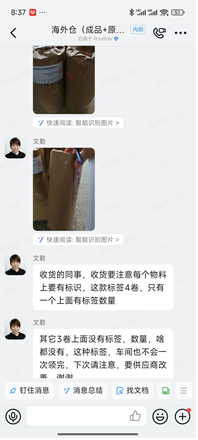 8:37
53
海外仓（成品+原...
内部
快速阅读: 智能识别图片 >
文勤
快速阅读: 智能识别图片 >
文勤
收货的同事，收货要注意每个物料
上要有标识，这款标签4卷，只有
一个上面有标签数量
文勤
其它3卷上面没有标签，数量，啥
都没有，这种标签，车间也不会一
次领完，下次请注意，要供应商改
善，谢谢
钉住消息
消息总结
找文档